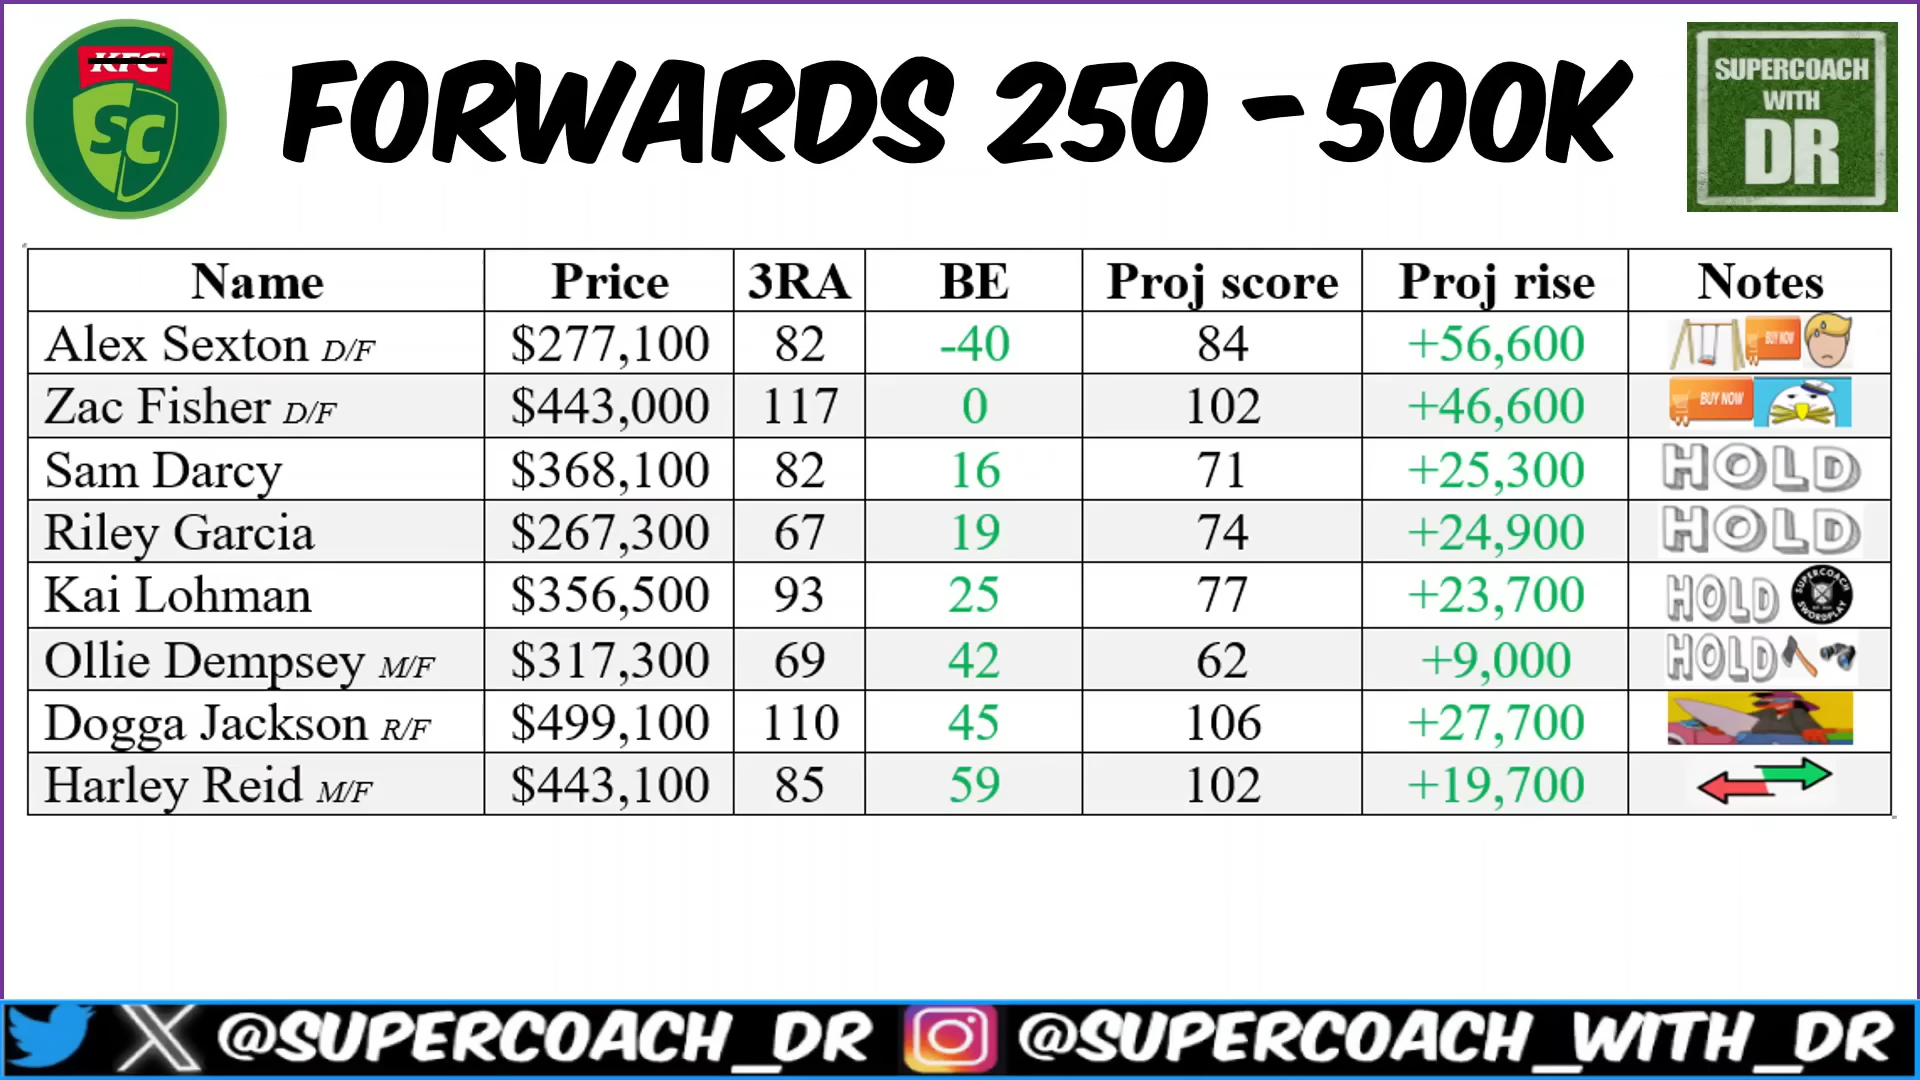 KFC
SC
FORWARDS 250 - 500K
SUPERCOACH
WITH
DR
Name Price 3RA BE Proj score Proj rise Notes
Alex Sexton D/F $277,100 82 -40 84 +56,600 BUY NOW
Zac Fisher D/F $443,000 117 0 102 +46,600 BUY NOW
Sam Darcy $368,100 82 16 71 +25,300 HOLD
Riley Garcia $267,300 67 19 74 +24,900 HOLD
Kai Lohman $356,500 93 25 77 +23,700 HOLD SUPERCOACH SWORDPLAY
Ollie Dempsey M/F $317,300 69 42 62 +9,000 HOLD
Dogga Jackson R/F $499,100 110 45 106 +27,700
Harley Reid M/F $443,100 85 59 102 +19,700
@SUPERCOACH_DR @SUPERCOACH_WITH_DR